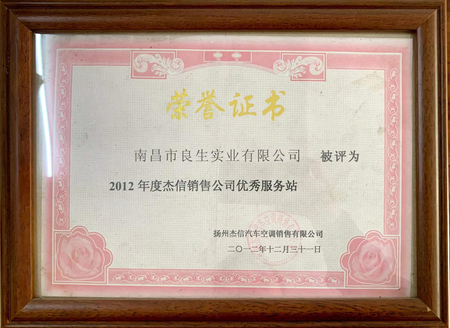 荣誉证书
南昌市良生实业有限公司 被评为
2012年度杰信销售公司优秀服务站
扬州杰信汽车空调销售有限公司
二〇一二年十二月三十一日